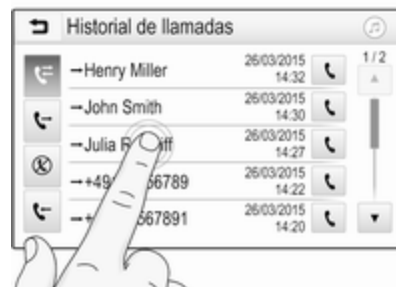 Historial de llamadas
1/2
→Henry Miller 26/03/2015 14:32
→John Smith 26/03/2015 14:30
→Julia 26/03/2015 14:27
26/03/2015 14:22
26/03/2015 14:20